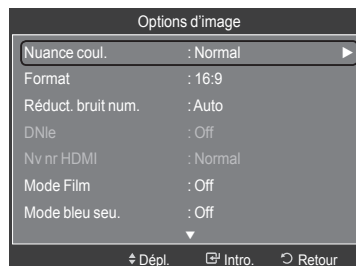 Options d'image
Nuance coul. : Normal
Format : 16:9
Réduct. bruit num. : Auto
DNIe : Off
Nv nr HDMI : Normal
Mode Film : Off
Mode bleu seu. : Off
Dépl. Intro. Retour